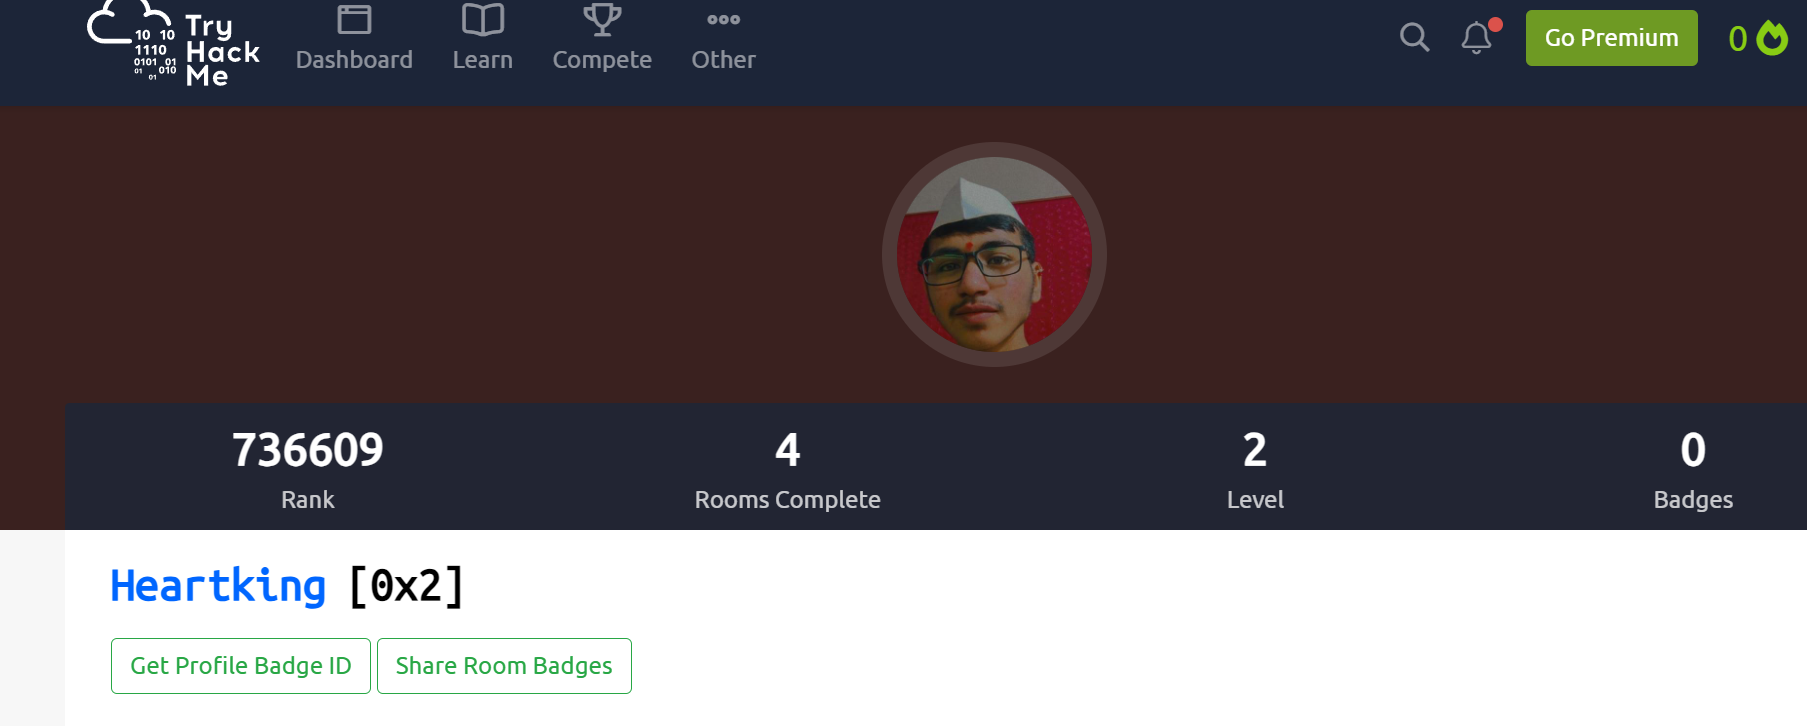 Try
Hack
Me
10 10
1110
0101 01
01 010
01
Dashboard
Learn
Compete
Other
Go Premium
0
736609
Rank
4
Rooms Complete
2
Level
0
Badges
Heartking [0x2]
Get Profile Badge ID
Share Room Badges